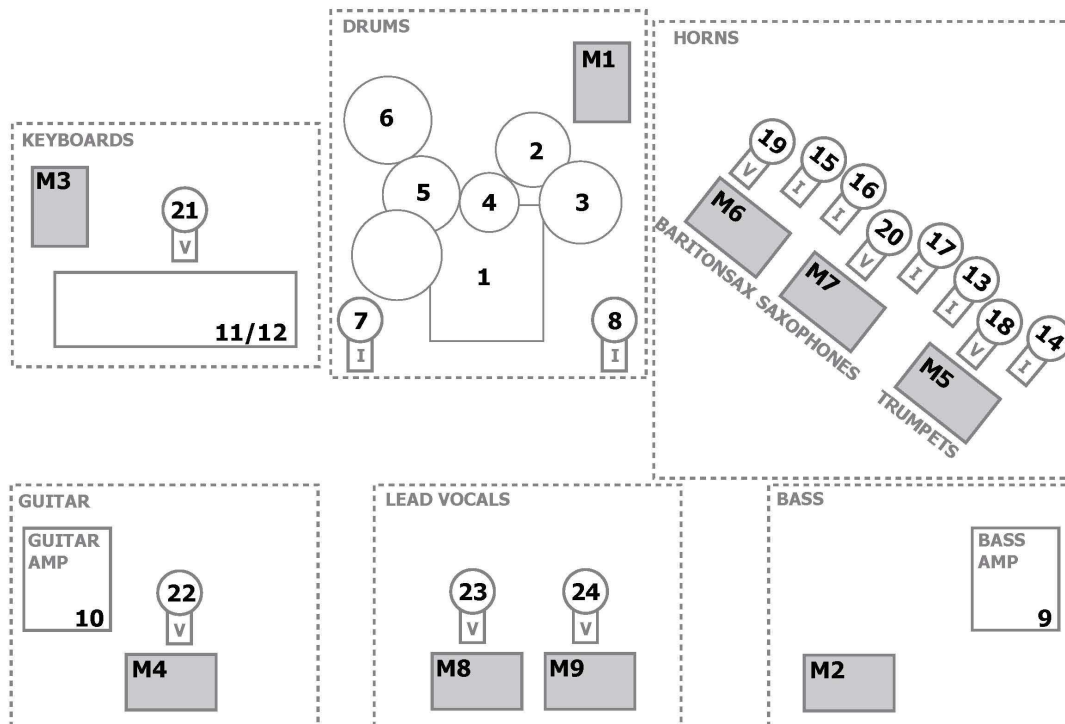 DRUMS
M1
6
2
5
4
3
1
7
I
8
I
HORNS
19
V
15
I
16
I
M6
20
V
17
I
13
I
M7
18
V
14
I
M5
BARITONSAX SAXOPHONES
TRUMPETS
KEYBOARDS
M3
21
V
11/12
GUITAR
GUITAR
AMP
10
22
V
M4
LEAD VOCALS
23
V
24
V
M8
M9
BASS
BASS
AMP
9
M2